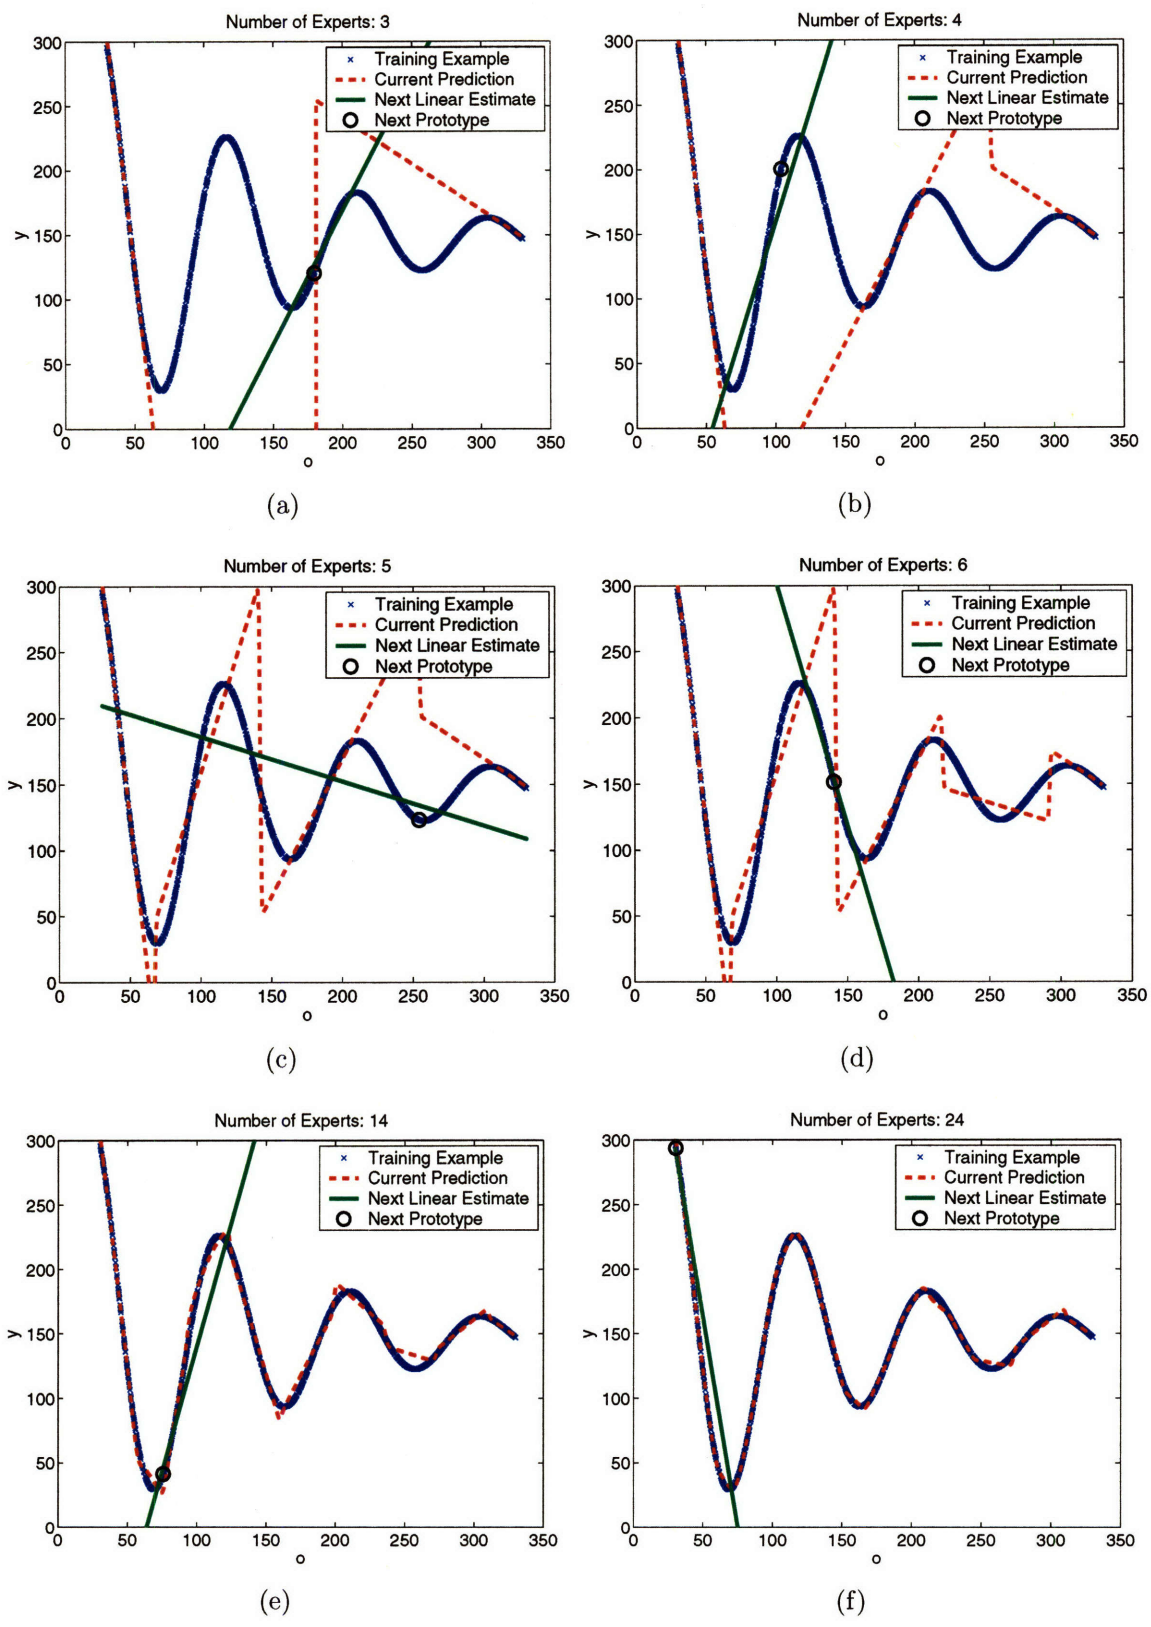 Number of Experts: 3
300
250
200
150
100
50
0
y
Training Example
Current Prediction
Next Linear Estimate
Next Prototype
0 50 100 150 200 250 300 350
o
(a)
Number of Experts: 4
300
250
200
150
100
50
0
y
Training Example
Current Prediction
Next Linear Estimate
Next Prototype
0 50 100 150 200 250 300 350
o
(b)
Number of Experts: 5
300
250
200
150
100
50
0
y
Training Example
Current Prediction
Next Linear Estimate
Next Prototype
0 50 100 150 200 250 300 350
o
(c)
Number of Experts: 6
300
250
200
150
100
50
0
y
Training Example
Current Prediction
Next Linear Estimate
Next Prototype
0 50 100 150 200 250 300 350
o
(d)
Number of Experts: 14
300
250
200
150
100
50
0
y
Training Example
Current Prediction
Next Linear Estimate
Next Prototype
0 50 100 150 200 250 300 350
o
(e)
Number of Experts: 24
300
250
200
150
100
50
0
y
Training Example
Current Prediction
Next Linear Estimate
Next Prototype
0 50 100 150 200 250 300 350
o
(f)